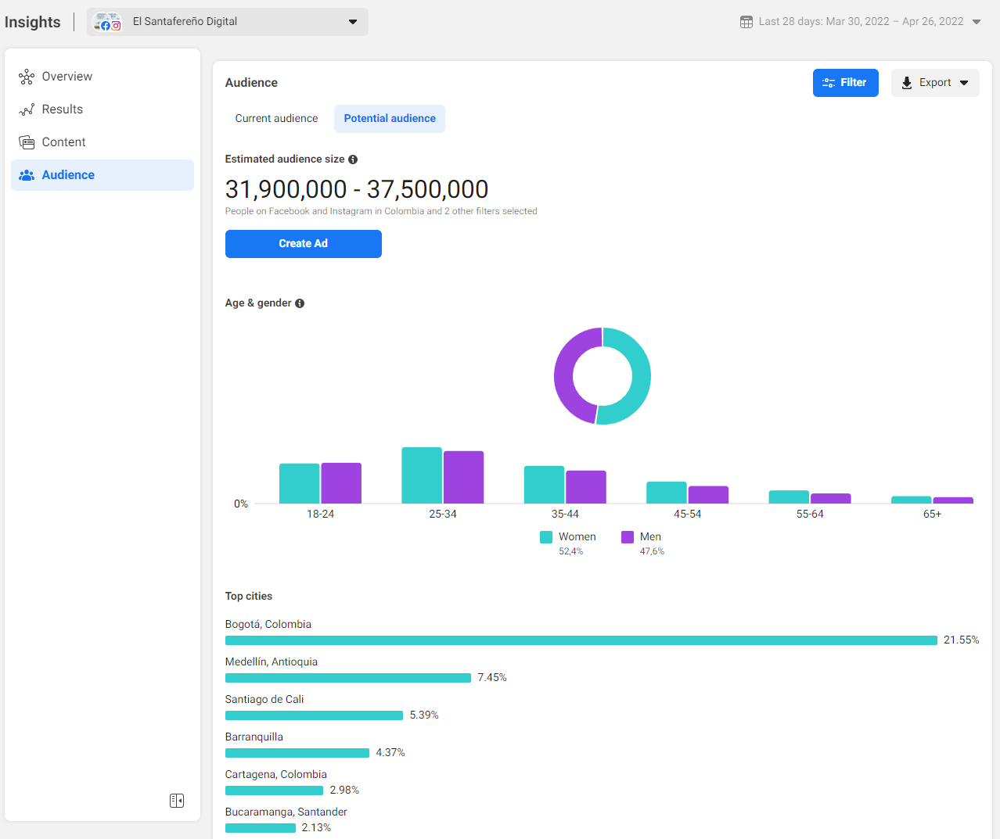 Insights
El Santafereño Digital
Last 28 days: Mar 30, 2022 – Apr 26, 2022
Overview
Results
Content
Audience
Audience
Filter
Export
Current audience
Potential audience
Estimated audience size
31,900,000 - 37,500,000
People on Facebook and Instagram in Colombia and 2 other filters selected
Create Ad
Age & gender
0%
18-24 25-34 35-44 45-54 55-64 65+
Women Men
52,4% 47,6%
Top cities
Bogotá, Colombia
21.55%
Medellín, Antioquia
7.45%
Santiago de Cali
5.39%
Barranquilla
4.37%
Cartagena, Colombia
2.98%
Bucaramanga, Santander
2.13%